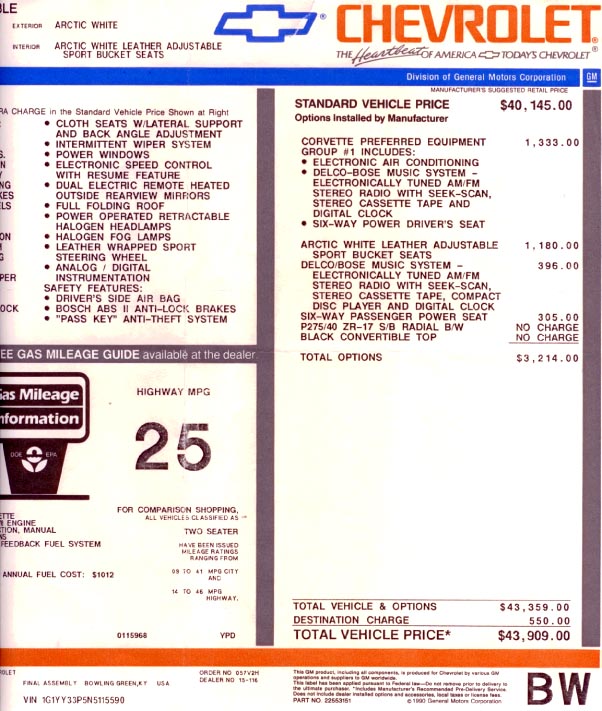 BLE
EXTERIOR ARCTIC WHITE
INTERIOR ARCTIC WHITE LEATHER ADJUSTABLE
SPORT BUCKET SEATS
CHEVROLET®
THE Heartbeat OF AMERICA TODAY'S CHEVROLET®
Division of General Motors Corporation GM
RA CHARGE in the Standard Vehicle Price Shown at Right
• CLOTH SEATS W/LATERAL SUPPORT
AND BACK ANGLE ADJUSTMENT
• INTERMITTENT WIPER SYSTEM
• POWER WINDOWS
• ELECTRONIC SPEED CONTROL
WITH RESUME FEATURE
• DUAL ELECTRIC REMOTE HEATED
OUTSIDE REARVIEW MIRRORS
• FULL FOLDING ROOF
• POWER OPERATED RETRACTABLE
HALOGEN HEADLAMPS
• HALOGEN FOG LAMPS
• LEATHER WRAPPED SPORT
STEERING WHEEL
• ANALOG / DIGITAL
INSTRUMENTATION
SAFETY FEATURES:
• DRIVER'S SIDE AIR BAG
• BOSCH ABS II ANTI-LOCK BRAKES
• "PASS KEY" ANTI-THEFT SYSTEM
MANUFACTURER'S SUGGESTED RETAIL PRICE
STANDARD VEHICLE PRICE $40,145.00
Options Installed by Manufacturer
CORVETTE PREFERRED EQUIPMENT 1,333.00
GROUP #1 INCLUDES:
• ELECTRONIC AIR CONDITIONING
• DELCO-BOSE MUSIC SYSTEM -
ELECTRONICALLY TUNED AM/FM
STEREO RADIO WITH SEEK-SCAN,
STEREO CASSETTE TAPE AND
DIGITAL CLOCK
• SIX-WAY POWER DRIVER'S SEAT
ARCTIC WHITE LEATHER ADJUSTABLE 1,180.00
SPORT BUCKET SEATS
DELCO/BOSE MUSIC SYSTEM - 396.00
ELECTRONICALLY TUNED AM/FM
STEREO RADIO WITH SEEK-SCAN,
STEREO CASSETTE TAPE, COMPACT
DISC PLAYER AND DIGITAL CLOCK
SIX-WAY PASSENGER POWER SEAT 305.00
P275/40 ZR-17 S/B RADIAL B/W NO CHARGE
BLACK CONVERTIBLE TOP NO CHARGE
TOTAL OPTIONS $3,214.00
EE GAS MILEAGE GUIDE available at the dealer
Gas Mileage
Information
DOE EPA
HIGHWAY MPG
25
FOR COMPARISON SHOPPING,
ALL VEHICLES CLASSIFIED AS
TWO SEATER
HAVE BEEN ISSUED
MILEAGE RATINGS
RANGING FROM
09 TO 41 MPG CITY
AND
14 TO 46 MPG
HIGHWAY.
ETTE
ENGINE
TION, MANUAL
FEEDBACK FUEL SYSTEM
ANNUAL FUEL COST: $1012
0115968 YPD
TOTAL VEHICLE & OPTIONS $43,359.00
DESTINATION CHARGE 550.00
TOTAL VEHICLE PRICE* $43,909.00
ROLET
FINAL ASSEMBLY BOWLING GREEN,KY USA
VIN 1G1YY33P5N5115590
ORDER NO 057V2H
DEALER NO 15-116
This GM product, including all components, is produced for Chevrolet by various GM
operations and suppliers to GM worldwide.
This label has been applied pursuant to Federal law—Do not remove prior to delivery to
the ultimate purchaser. *Includes Manufacturer's Recommended Pre-Delivery Service.
Does not include dealer installed options and accessories, local taxes or license fees.
PART NO. 22553151 ©1990 General Motors Corporation
BW